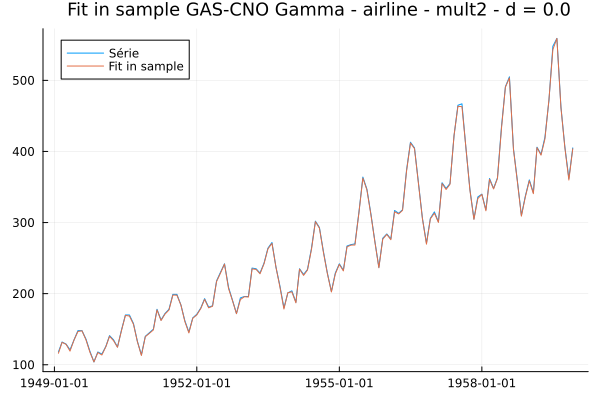 Fit in sample GAS-CNO Gamma - airline - mult2 - d = 0.0
Série
Fit in sample
500
400
300
200
100
1949-01-01 1952-01-01 1955-01-01 1958-01-01